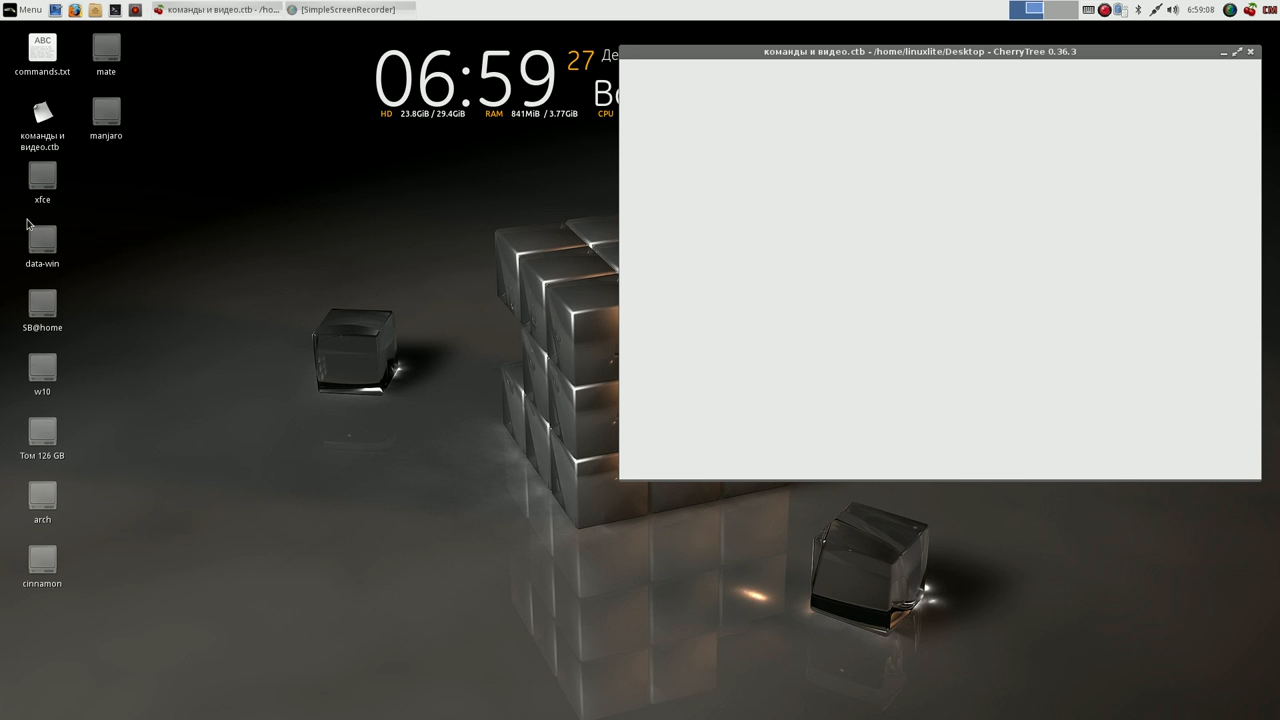 Menu
команды и видео.ctb - /ho...
[SimpleScreenRecorder]
6:59:08
команды и видео.ctb - /home/linuxlite/Desktop - CherryTree 0.36.3
ABC
commands.txt
mate
команды и
видео.ctb
manjaro
xfce
data-win
SB@home
w10
Том 126 GB
arch
cinnamon
06:59
27 Де
HD 23.8GiB / 29.4GiB RAM 841MiB / 3.77GiB CPU